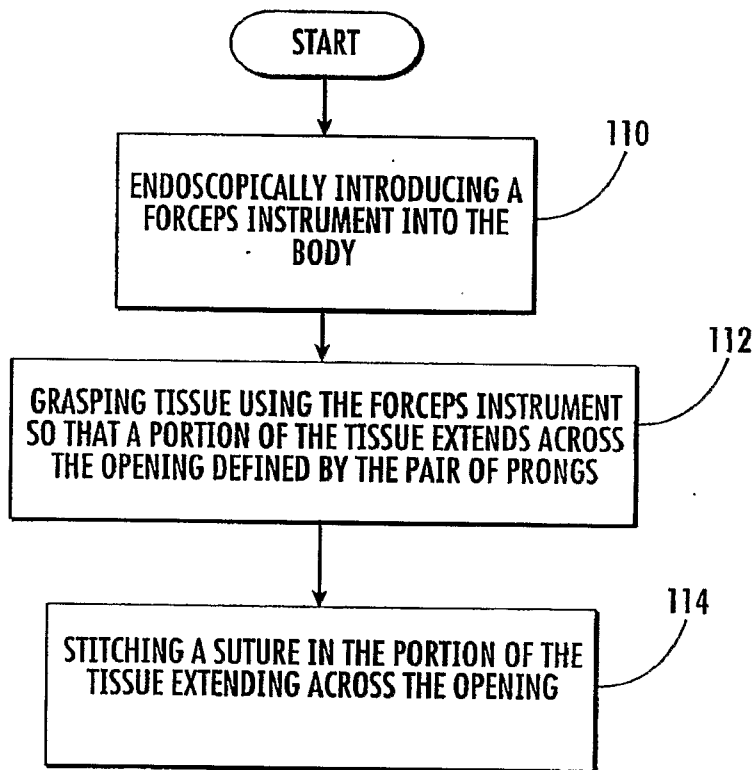 START
110
ENDOSCOPICALLY INTRODUCING A
FORCEPS INSTRUMENT INTO THE
BODY
112
GRASPING TISSUE USING THE FORCEPS INSTRUMENT
SO THAT A PORTION OF THE TISSUE EXTENDS ACROSS
THE OPENING DEFINED BY THE PAIR OF PRONGS
114
STITCHING A SUTURE IN THE PORTION OF THE
TISSUE EXTENDING ACROSS THE OPENING